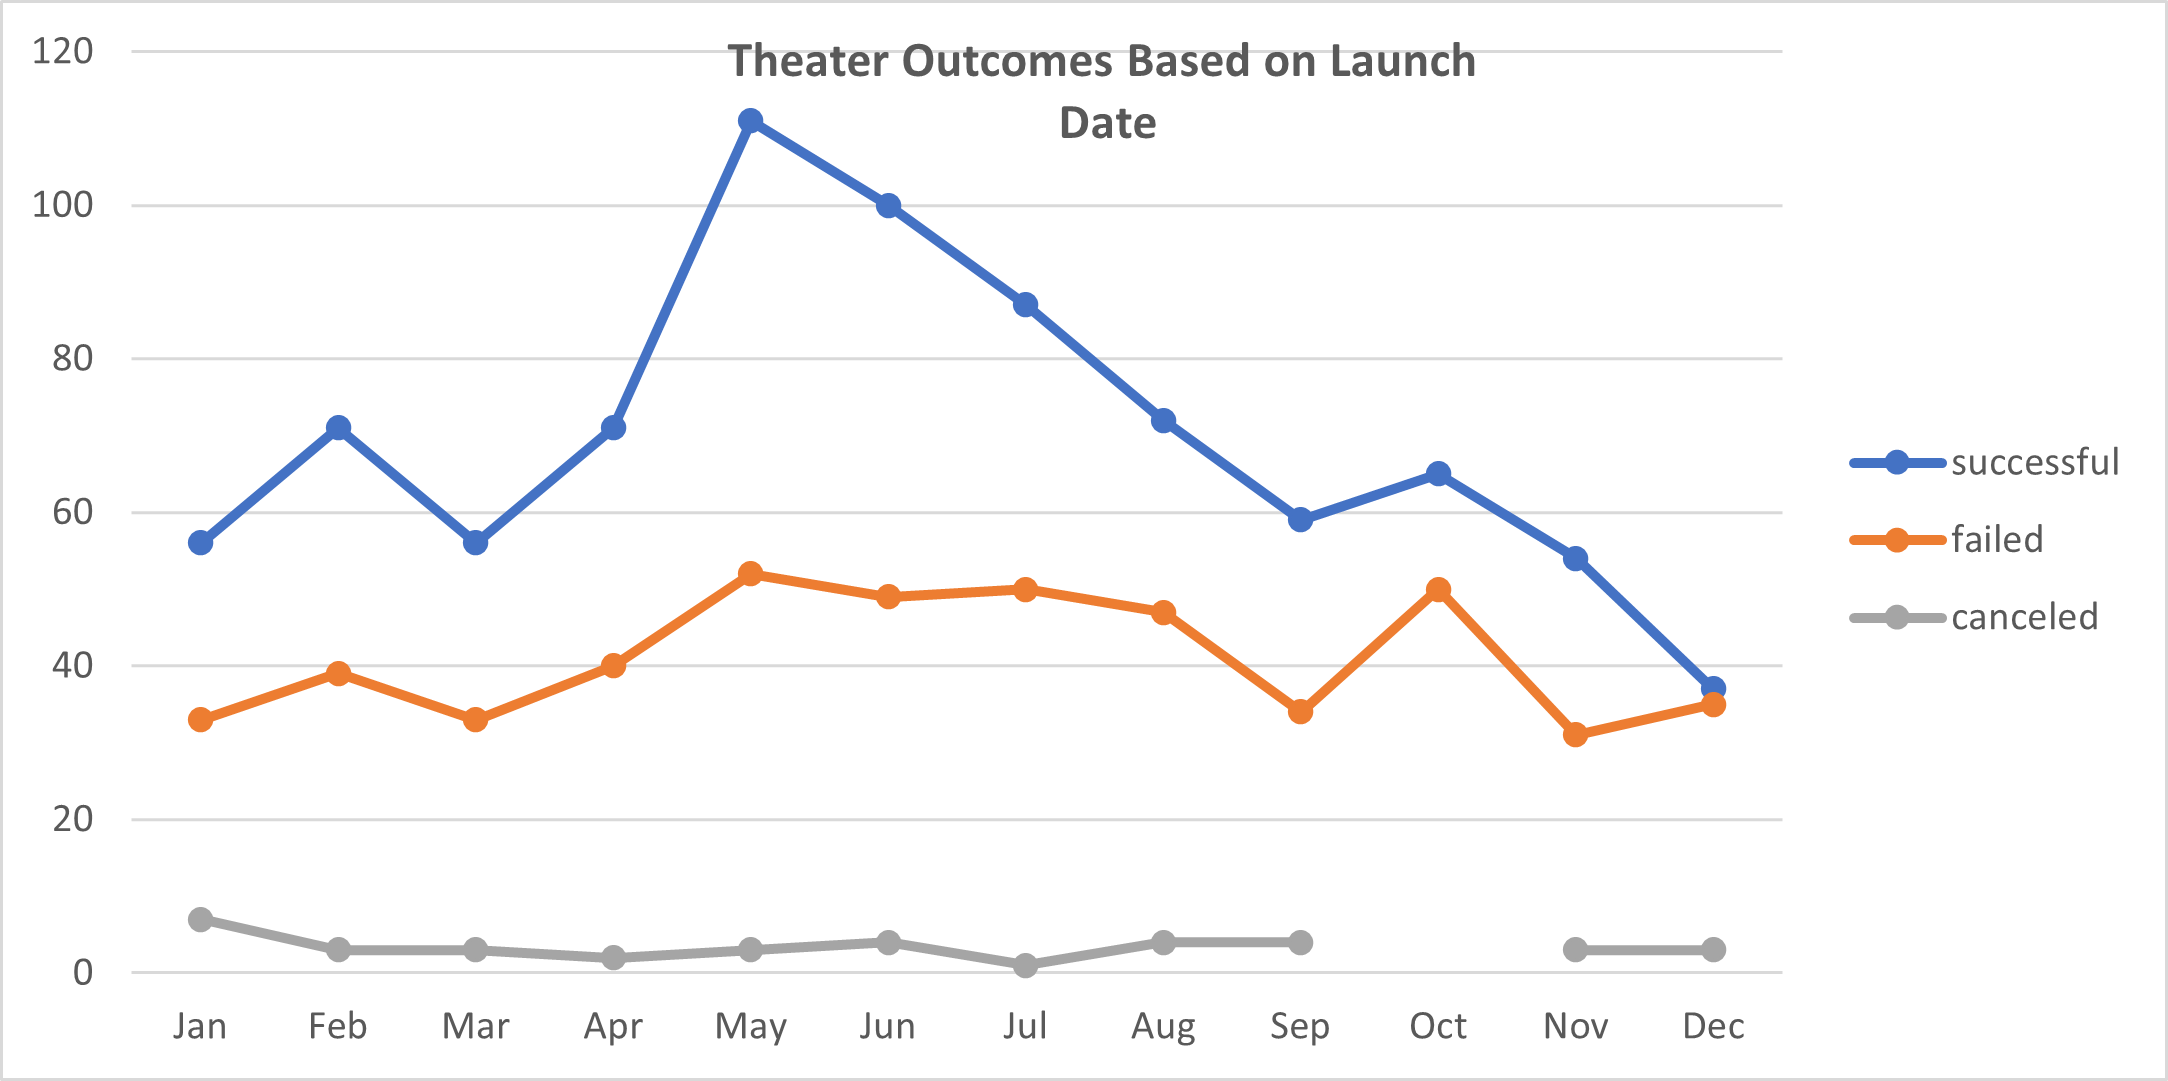 Theater Outcomes Based on Launch
Date
120
100
80
60
40
20
0
Jan Feb Mar Apr May Jun Jul Aug Sep Oct Nov Dec
successful
failed
canceled